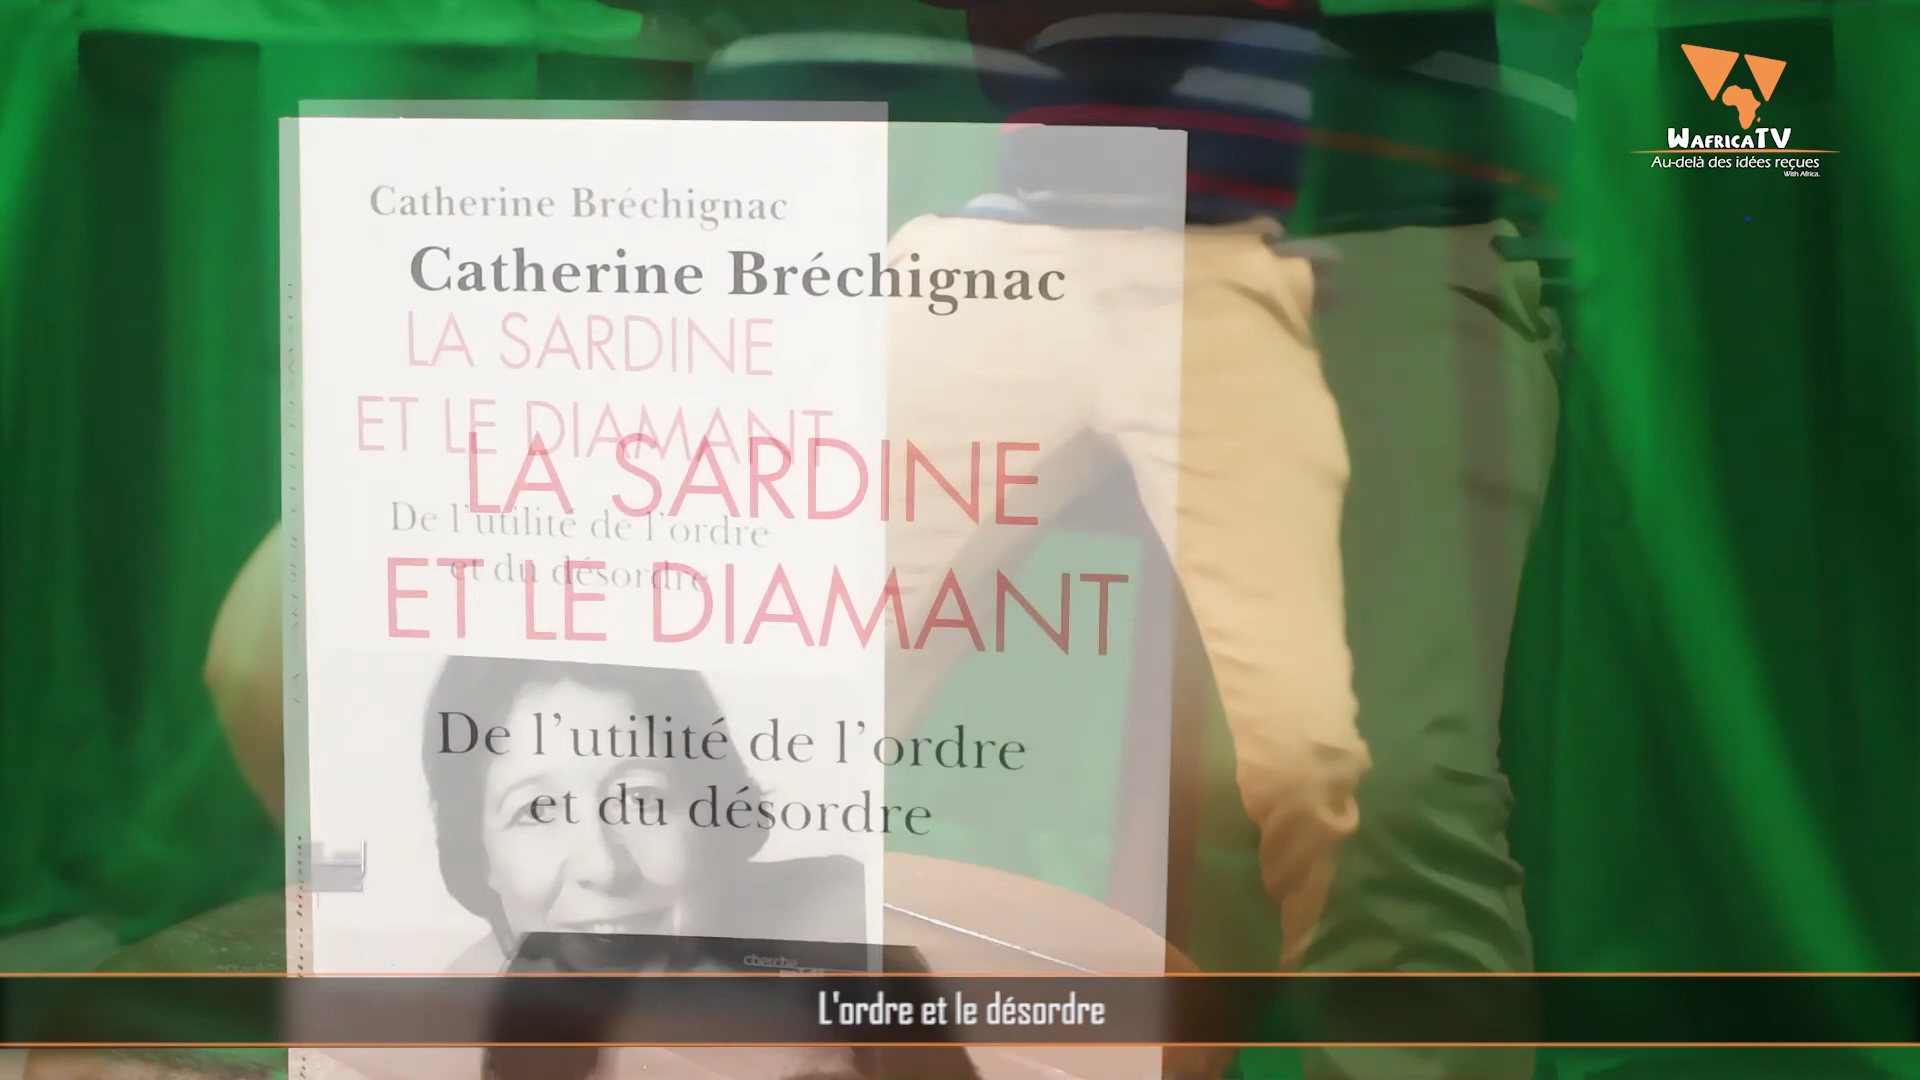 WAFRICATV
Au-delà des idées reçues
With Africa.
Catherine Bréchignac
LA SARDINE
ET LE DIAMANT
De l'utilité de l'ordre
et du désordre
Catherine Bréchignac
LA SARDINE
ET LE DIAMANT
De l'utilité de l'ordre
et du désordre
cherche
L'ordre et le désordre